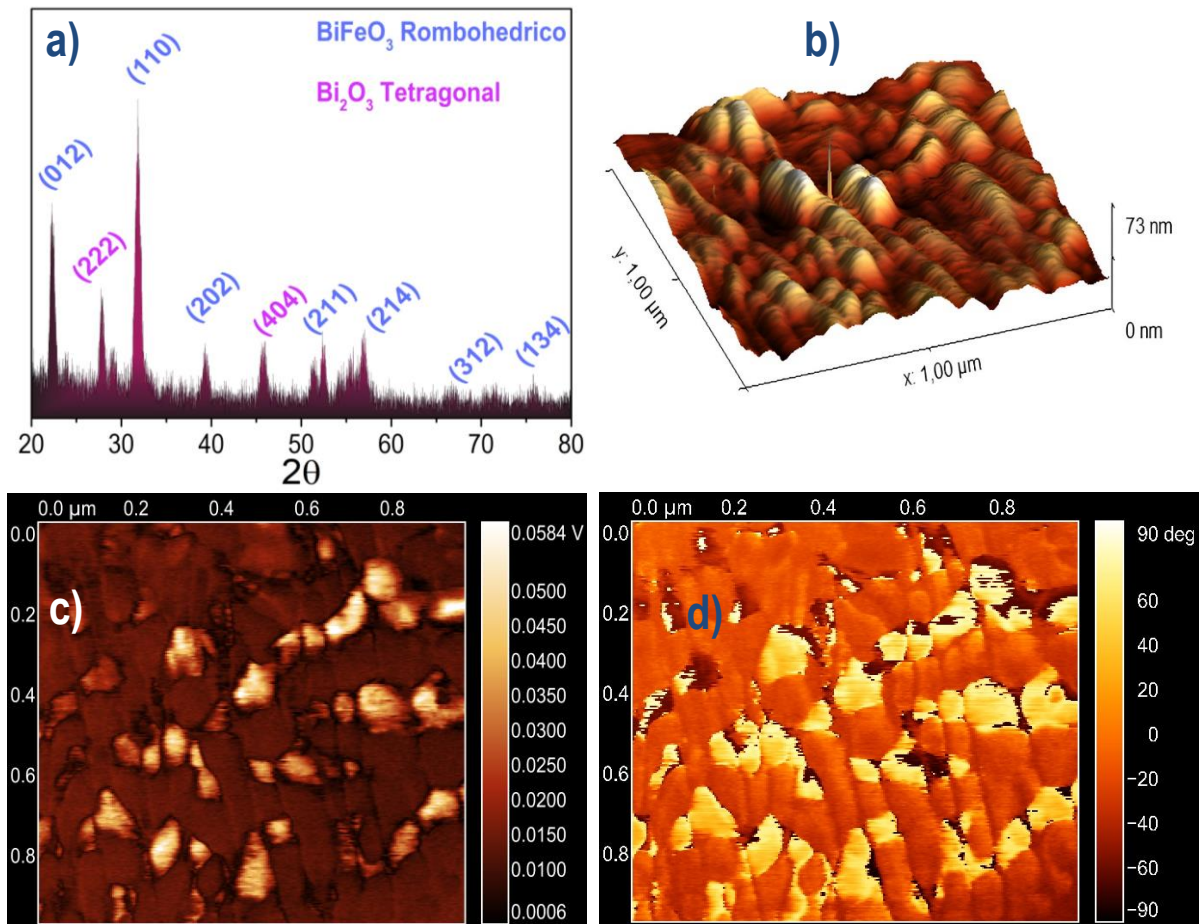 a)
BiFeO₃ Rombohedrico
Bi₂O₃ Tetragonal
(012)
(222)
(110)
(202)
(404)
(211)
(214)
(312)
(134)
20 30 40 50 60 70 80
2θ
b)
73 nm
0 nm
y: 1,00 µm
x: 1,00 µm
c)
0.0 µm 0.2 0.4 0.6 0.8
0.0
0.2
0.4
0.6
0.8
0.0584 V
0.0500
0.0450
0.0400
0.0350
0.0300
0.0250
0.0200
0.0150
0.0100
0.0006
d)
0.0 µm 0.2 0.4 0.6 0.8
0.0
0.2
0.4
0.6
0.8
90 deg
60
40
20
0
−20
−40
−60
−90